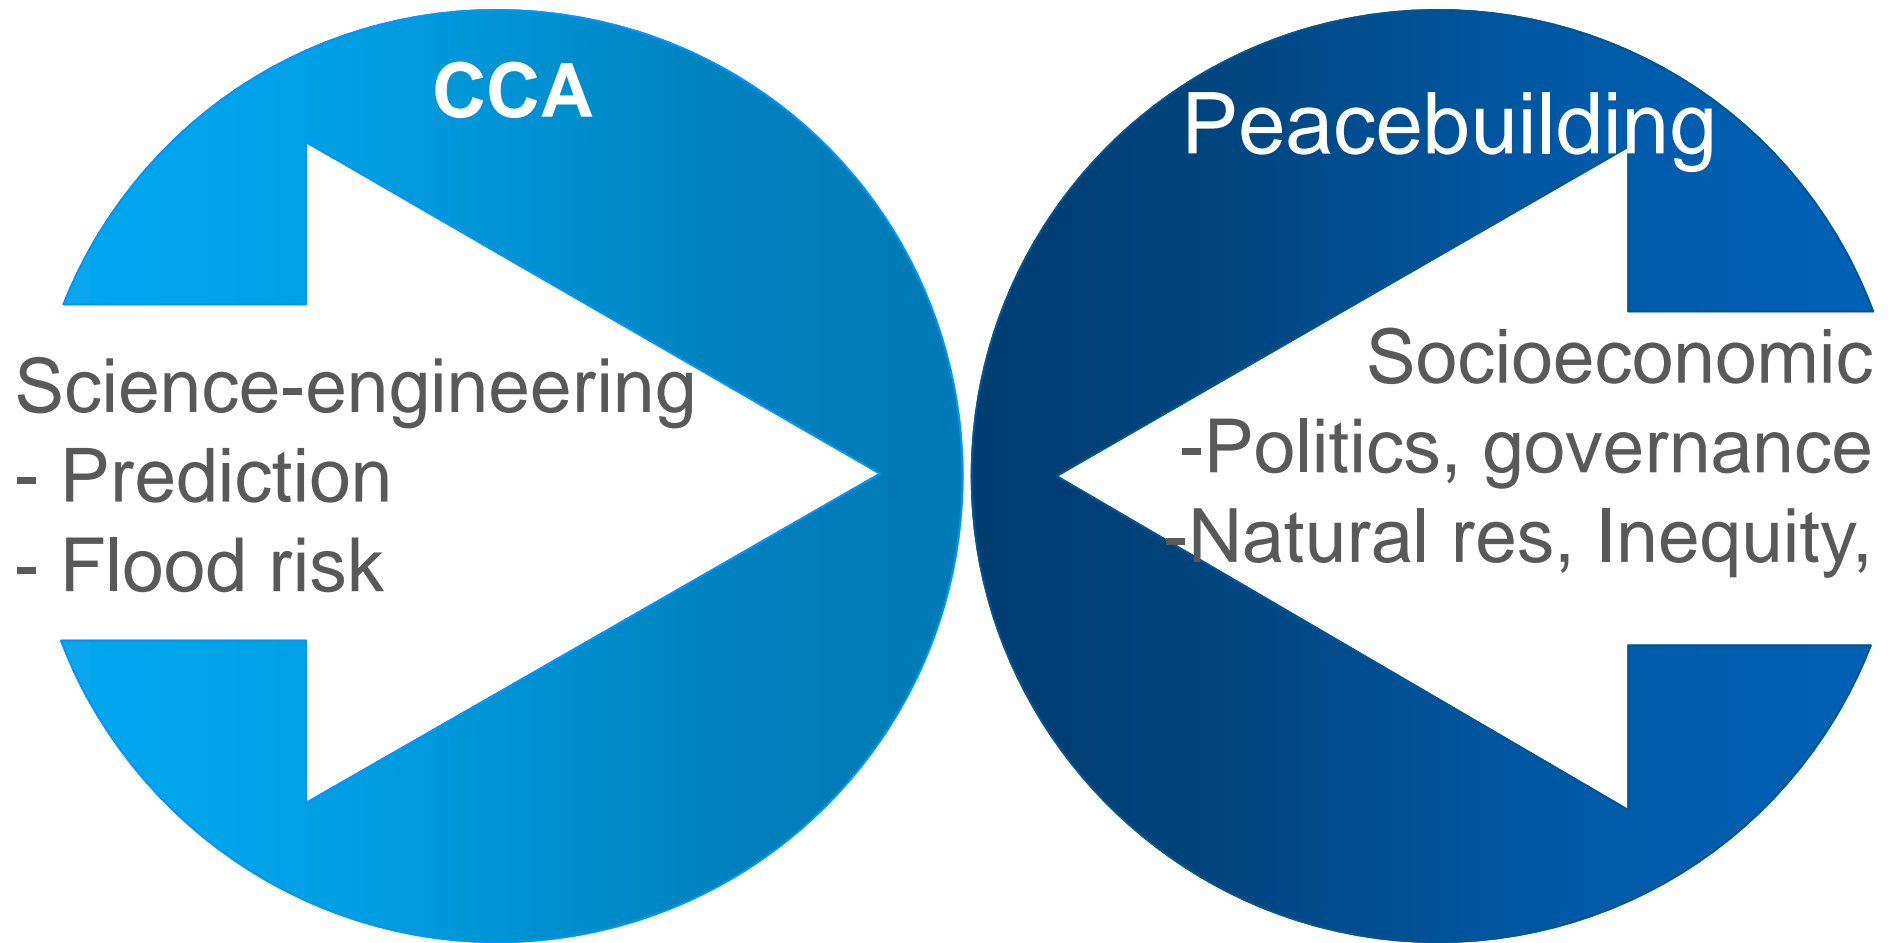 CCA
Science-engineering
- Prediction
- Flood risk
Peacebuilding
Socioeconomic
-Politics, governance
-Natural res, Inequity,